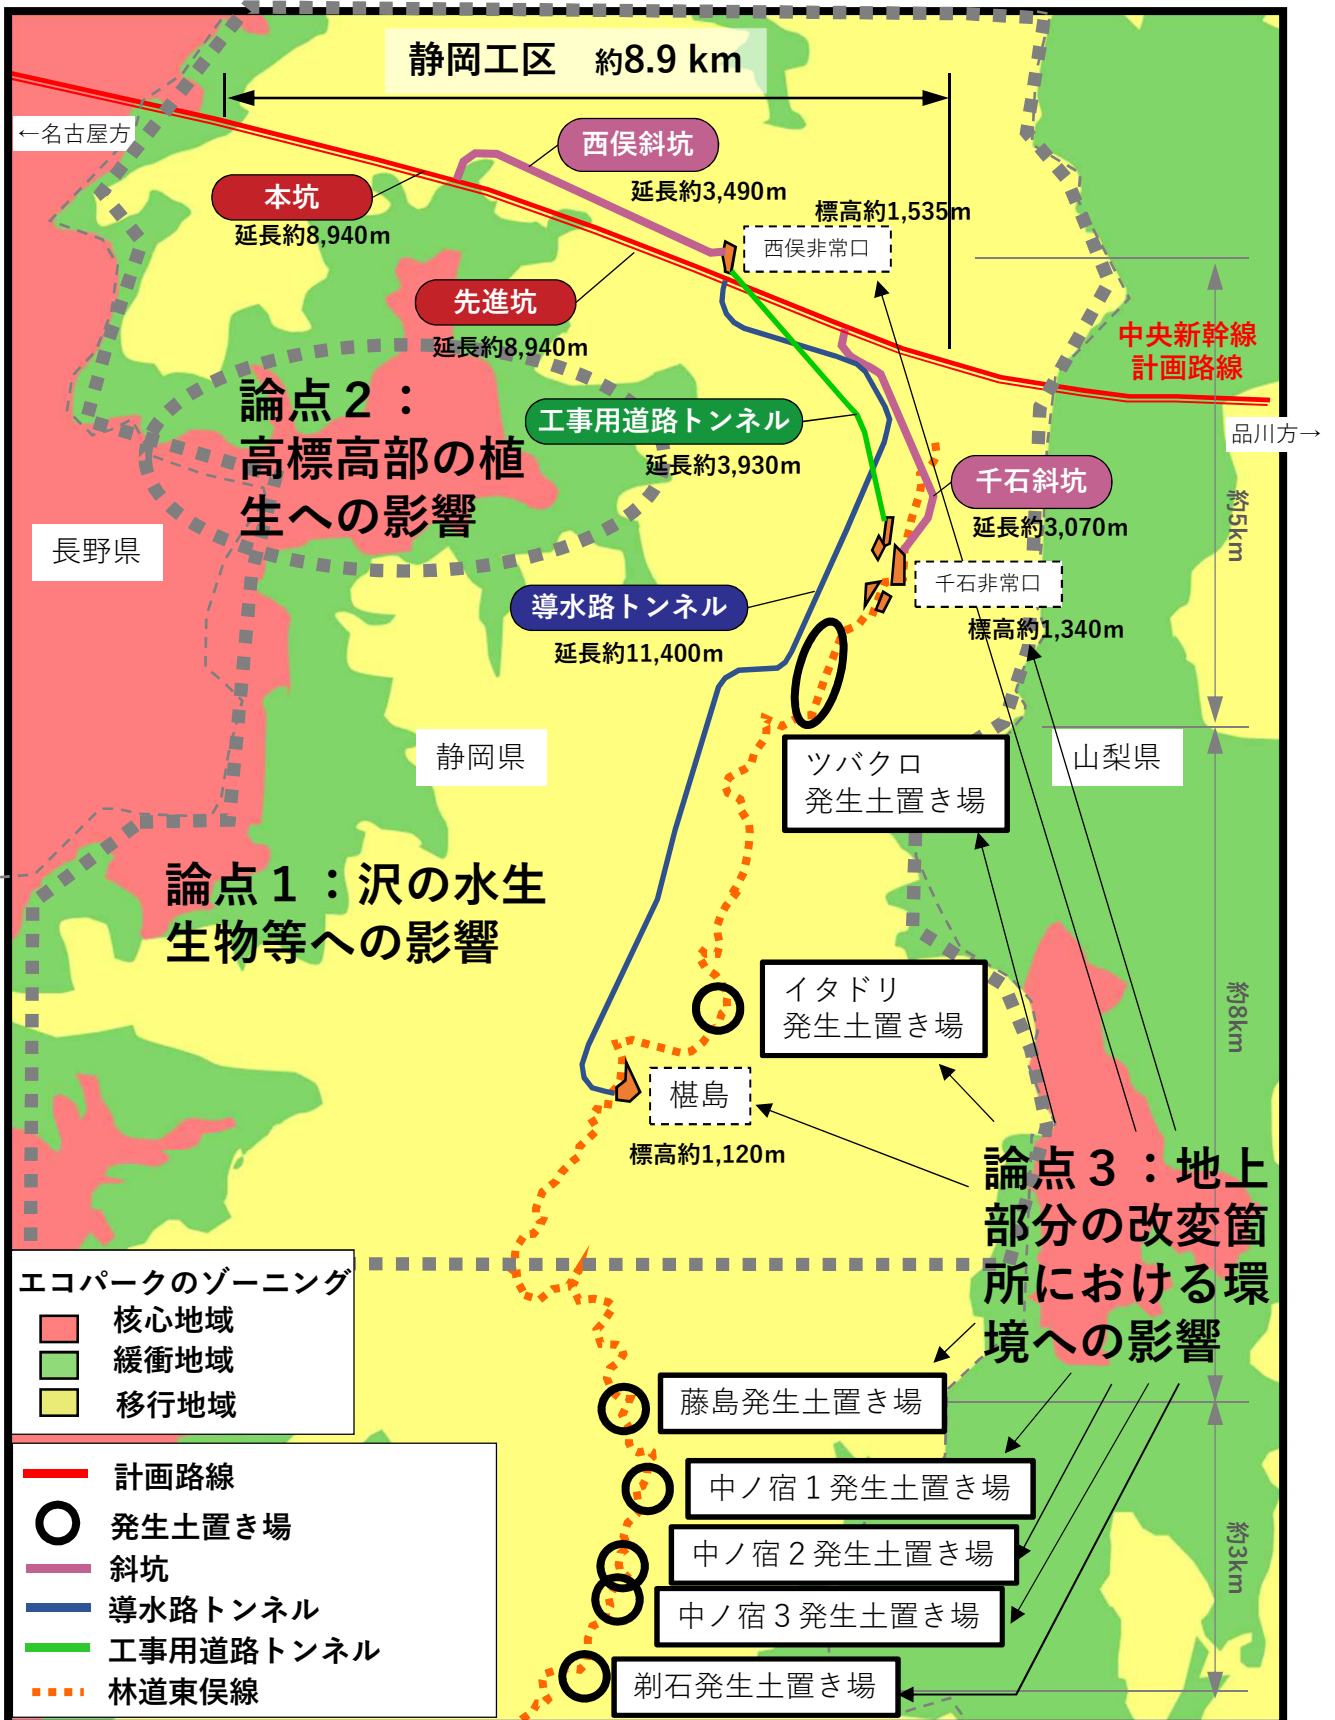 静岡工区　約8.9 km
←名古屋方
西俣斜坑
延長約3,490m
本坑
延長約8,940m
標高約1,535m
西俣非常口
先進坑
延長約8,940m
中央新幹線
計画路線
品川方→
論点２：
高標高部の植
生への影響
工事用道路トンネル
延長約3,930m
千石斜坑
延長約3,070m
約5km
長野県
千石非常口
標高約1,340m
導水路トンネル
延長約11,400m
静岡県
ツバクロ
発生土置き場
山梨県
論点１：沢の水生
生物等への影響
イタドリ
発生土置き場
約8km
椹島
標高約1,120m
論点３：地上
部分の改変箇
所における環
境への影響
エコパークのゾーニング
核心地域
緩衝地域
移行地域
藤島発生土置き場
中ノ宿１発生土置き場
中ノ宿２発生土置き場
中ノ宿３発生土置き場
剃石発生土置き場
約3km
計画路線
発生土置き場
斜坑
導水路トンネル
工事用道路トンネル
林道東俣線